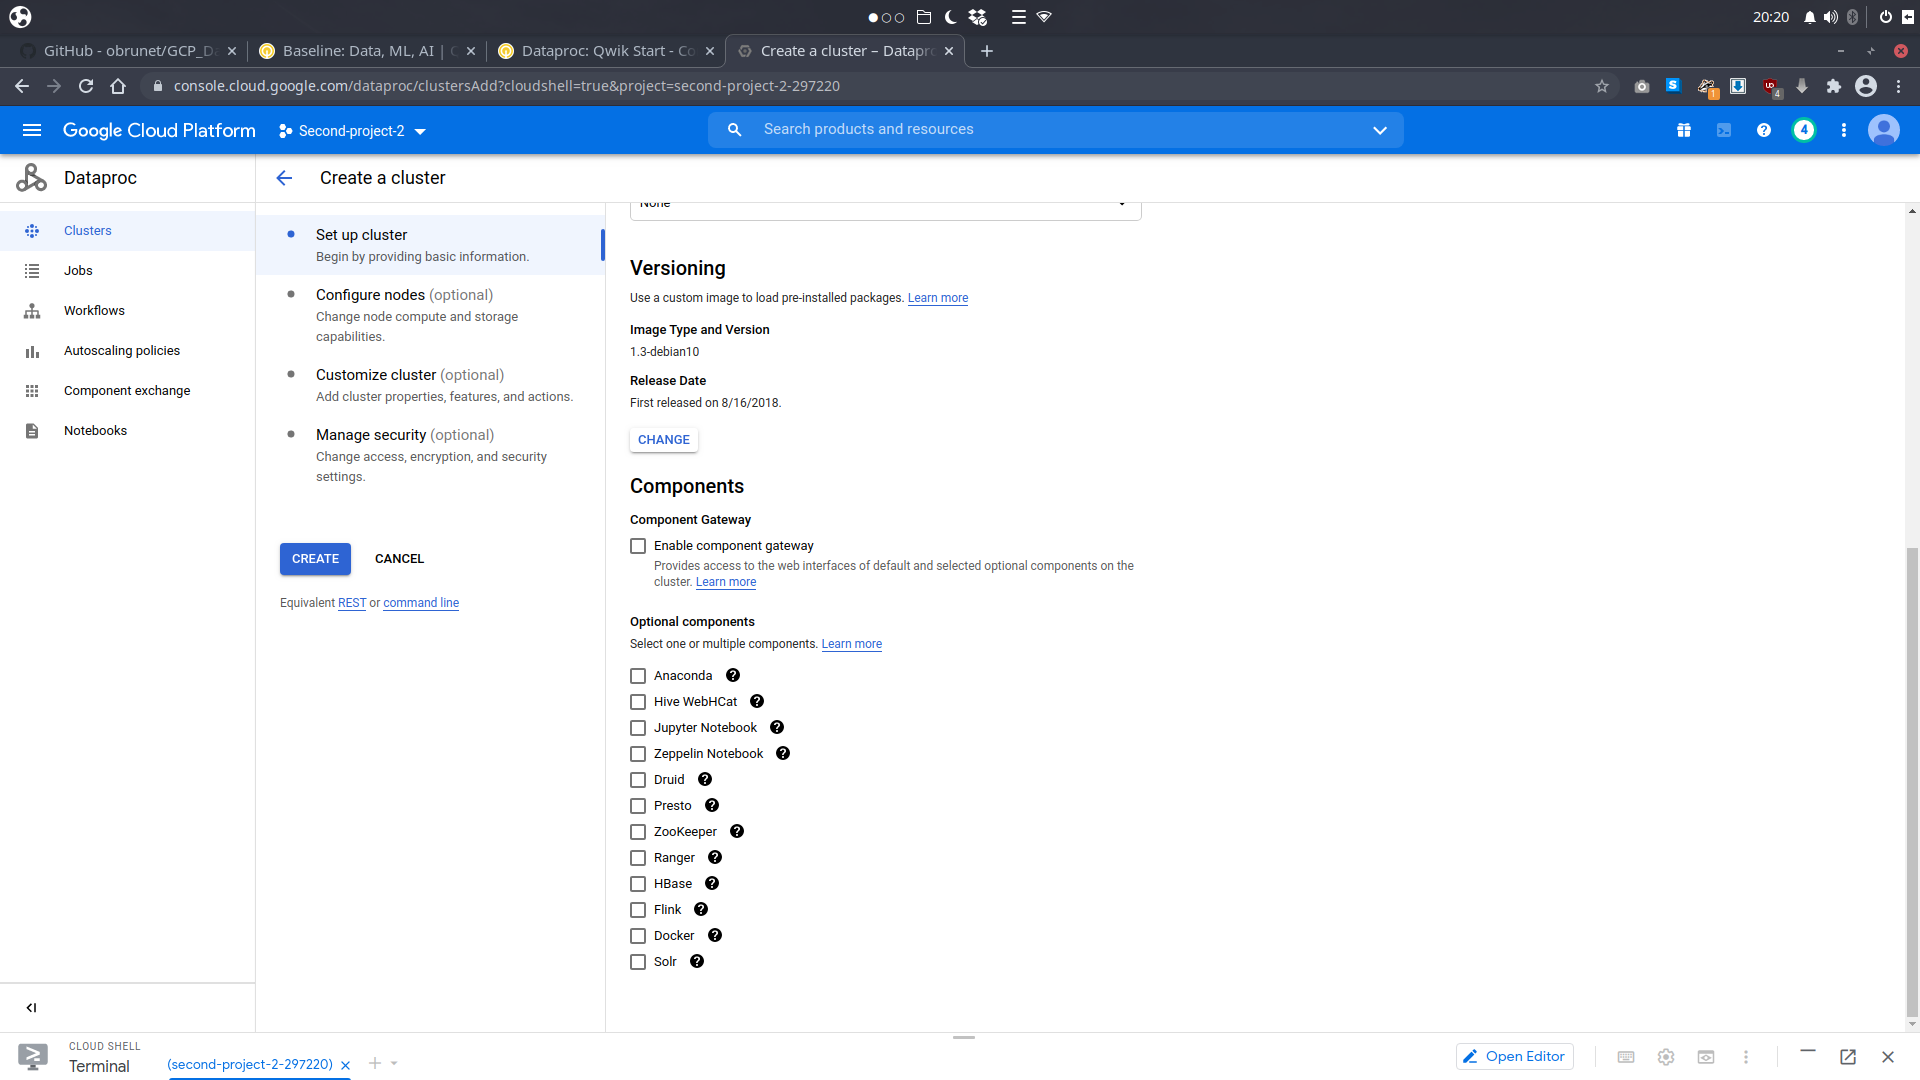 20:20
GitHub - obrunet/GCP_Da
Baseline: Data, ML, AI | Q
Dataproc: Qwik Start - Co
Create a cluster – Datapro
console.cloud.google.com/dataproc/clustersAdd?cloudshell=true&project=second-project-2-297220
1
4
Google Cloud Platform
Second-project-2
Search products and resources
4
Dataproc
Create a cluster
Clusters
Jobs
Workflows
Autoscaling policies
Component exchange
Notebooks
Set up cluster
Begin by providing basic information.
Configure nodes (optional)
Change node compute and storage
capabilities.
Customize cluster (optional)
Add cluster properties, features, and actions.
Manage security (optional)
Change access, encryption, and security
settings.
CREATE
CANCEL
Equivalent REST or command line
None
Versioning
Use a custom image to load pre-installed packages. Learn more
Image Type and Version
1.3-debian10
Release Date
First released on 8/16/2018.
CHANGE
Components
Component Gateway
Enable component gateway
Provides access to the web interfaces of default and selected optional components on the
cluster. Learn more
Optional components
Select one or multiple components. Learn more
Anaconda
Hive WebHCat
Jupyter Notebook
Zeppelin Notebook
Druid
Presto
ZooKeeper
Ranger
HBase
Flink
Docker
Solr
CLOUD SHELL
Terminal
(second-project-2-297220)
Open Editor